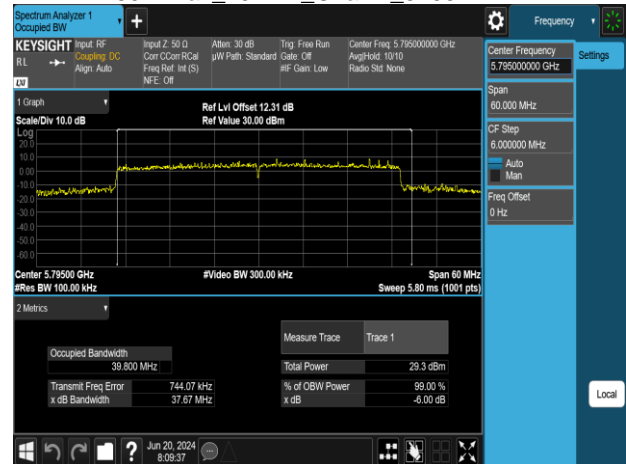 Spectrum Analyzer 1
Occupied BW
Frequency
KEYSIGHT
RL
LXI
Input: RF
Coupling: DC
Align: Auto
Input Z: 50 Ω
Corr CCorr RCal
Freq Ref: Int (S)
NFE: Off
Atten: 30 dB
µW Path: Standard
Trig: Free Run
Gate: Off
#IF Gain: Low
Center Freq: 5.795000000 GHz
Avg|Hold: 10/10
Radio Std: None
Center Frequency
5.795000000 GHz
Settings
Span
60.000 MHz
CF Step
6.000000 MHz
Auto
Man
Freq Offset
0 Hz
1 Graph
Scale/Div 10.0 dB
Ref Lvl Offset 12.31 dB
Ref Value 30.00 dBm
Log
20.0
10.0
0.00
-10.0
-20.0
-30.0
-40.0
-50.0
-60.0
Center 5.79500 GHz
#Video BW 300.00 kHz
Span 60 MHz
#Res BW 100.00 kHz
Sweep 5.80 ms (1001 pts)
2 Metrics
Measure Trace Trace 1
Occupied Bandwidth
39.800 MHz
Total Power 29.3 dBm
Transmit Freq Error 744.07 kHz
% of OBW Power 99.00 %
x dB Bandwidth 37.67 MHz
x dB -6.00 dB
Local
Jun 20, 2024
8:09:37